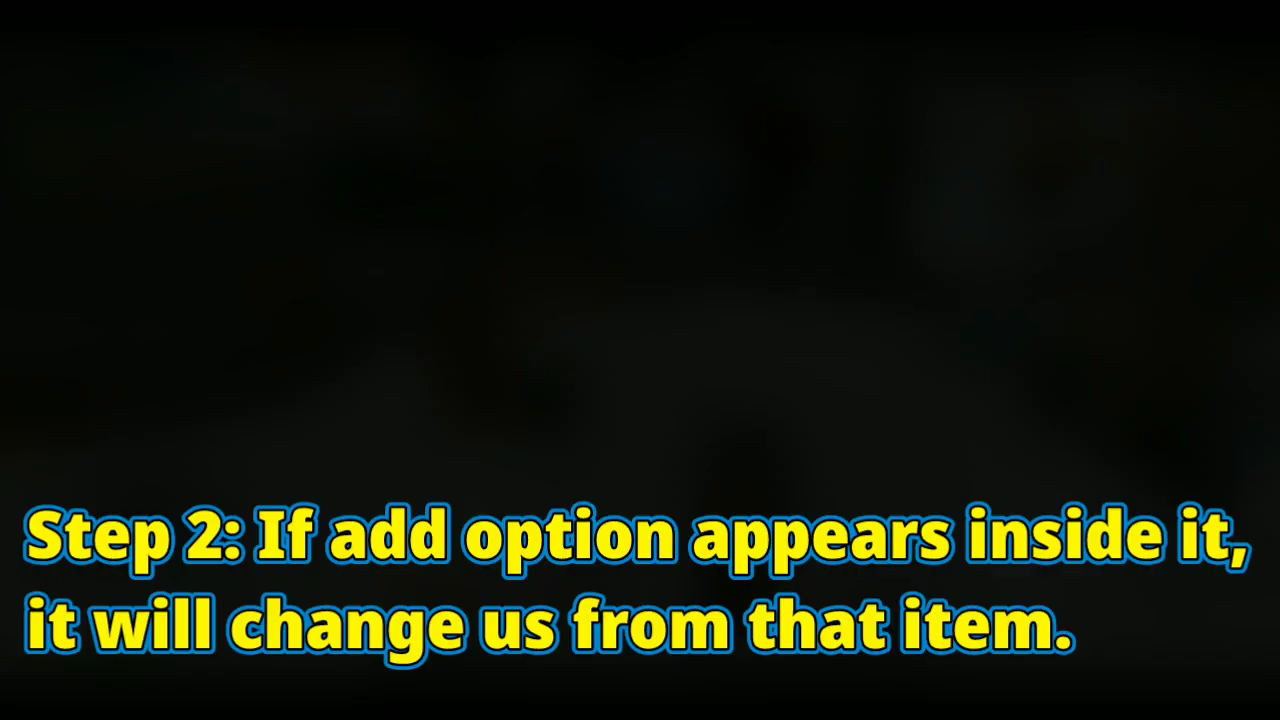 Step 2: If add option appears inside it,
it will change us from that item.